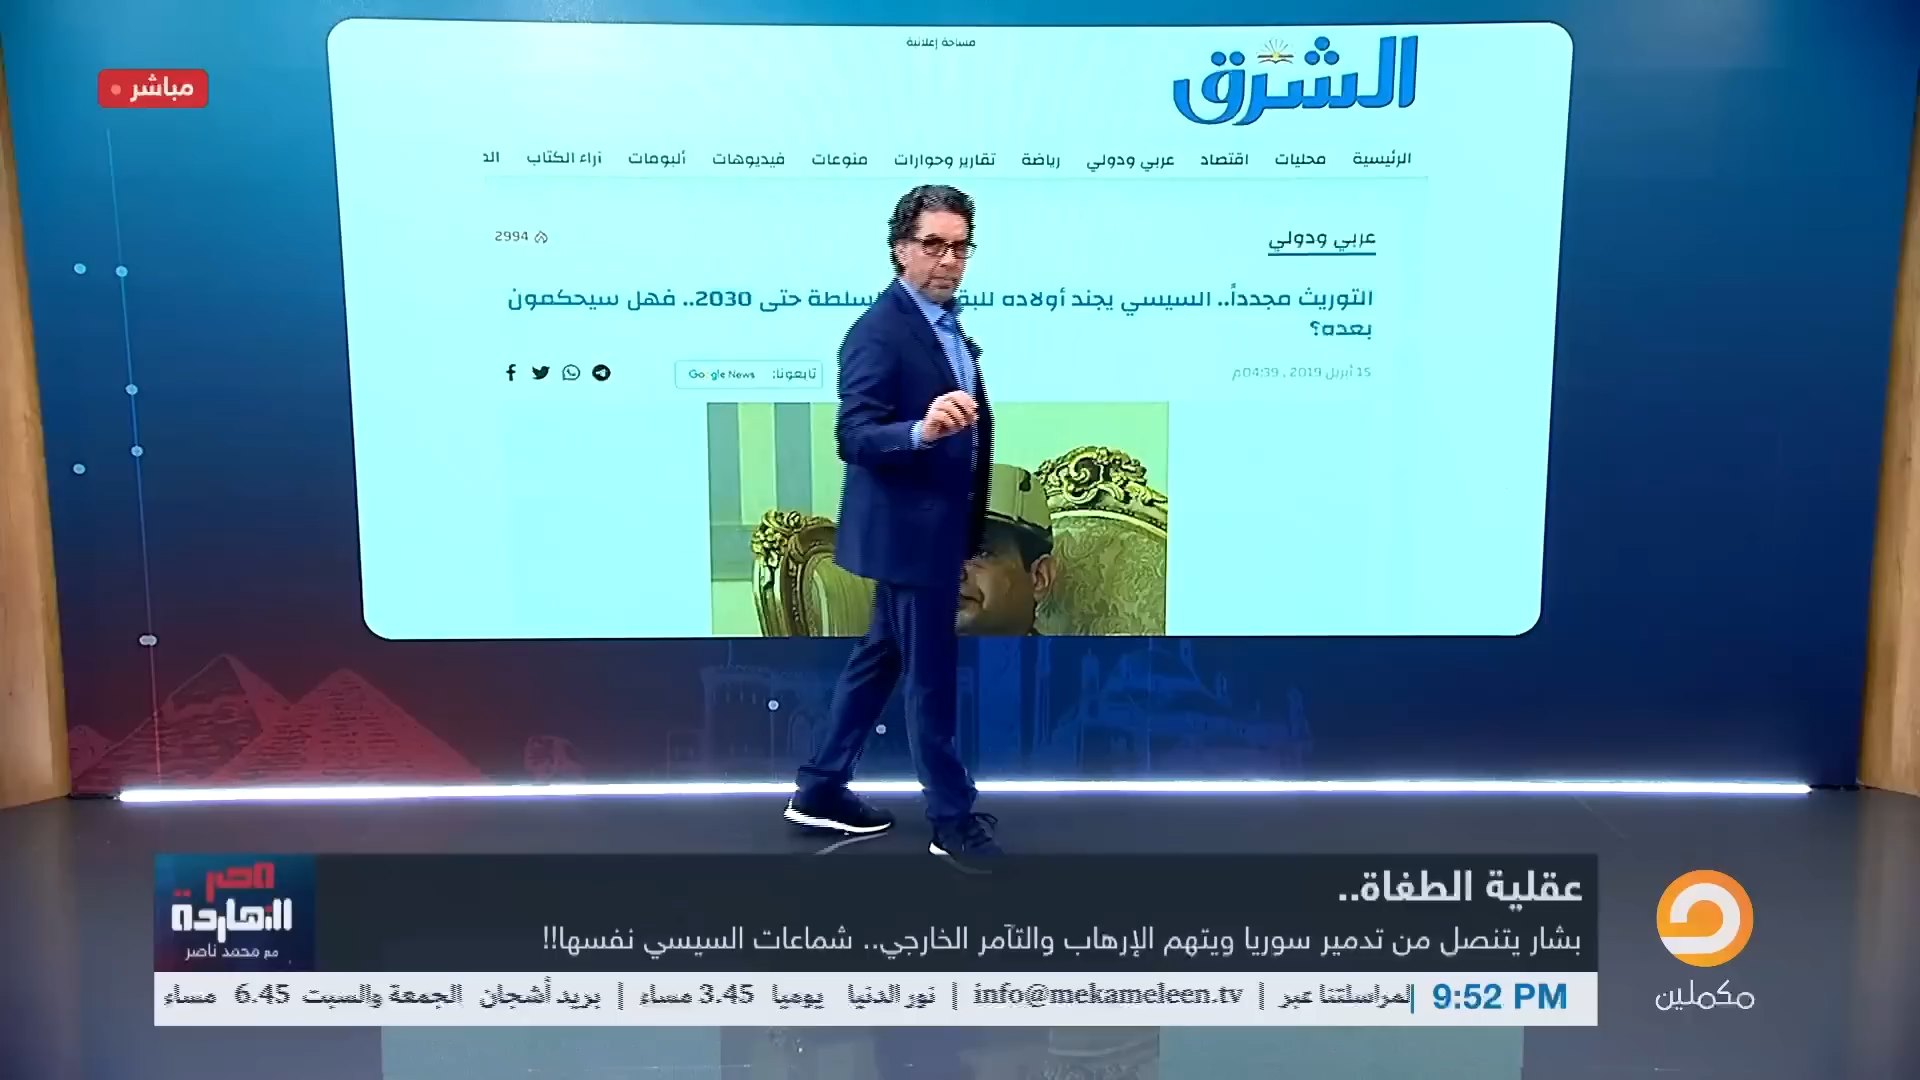 مباشر
مساحة إعلانية
الشرق
الرئيسية محليات اقتصاد عربي ودولي رياضة تقارير وحوارات منوعات فيديوهات ألبومات آراء الكتاب
عربي ودولي
2994
التوريث مجدداً.. السيسي يجند أولاده سلطة حتى 2030.. فهل سيحكمون
بعده؟
15 أبريل 2019 , 04:39م
تابعونا: Google News
عقلية الطغاة..
بشار يتنصل من تدمير سوريا ويتهم الإرهاب والتآمر الخارجي.. شماعات السيسي نفسها!!
مصر
النهاردة
مع محمد ناصر
9:52 PM
لمراسلتنا عبر | info@mekameleen.tv | نور الدنيا يوميا 3.45 مساء | بريد أشجان الجمعة والسبت 6.45 مساء
مكملين